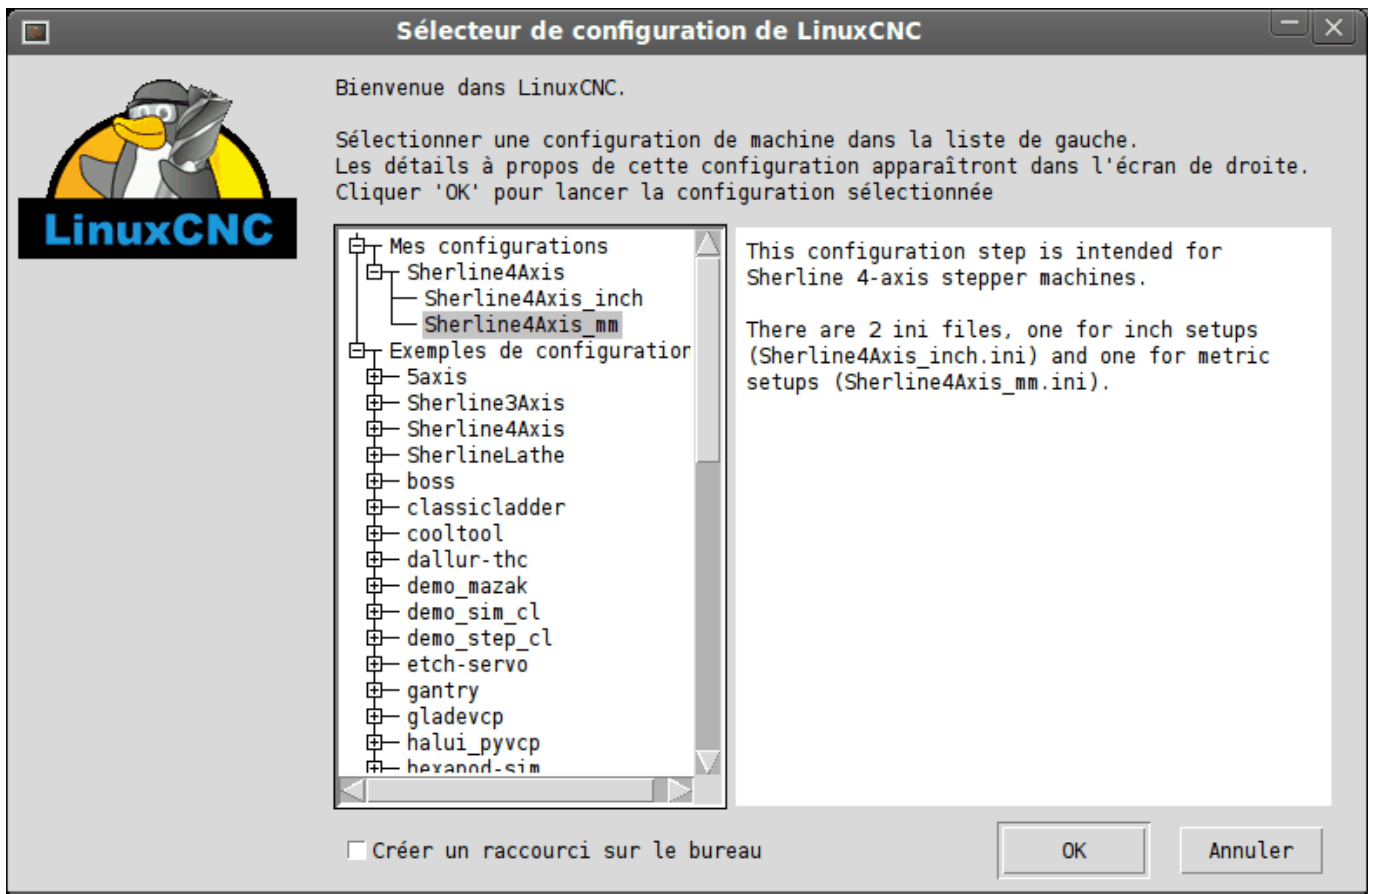 Sélecteur de configuration de LinuxCNC
LinuxCNC
Bienvenue dans LinuxCNC.
Sélectionner une configuration de machine dans la liste de gauche.
Les détails à propos de cette configuration apparaîtront dans l'écran de droite.
Cliquer 'OK' pour lancer la configuration sélectionnée
Mes configurations
Sherline4Axis
Sherline4Axis_inch
Sherline4Axis_mm
Exemples de configuration
5axis
Sherline3Axis
Sherline4Axis
SherlineLathe
boss
classicladder
cooltool
dallur-thc
demo_mazak
demo_sim_cl
demo_step_cl
etch-servo
gantry
gladevcp
halui_pyvcp
hexapod-sim
This configuration step is intended for
Sherline 4-axis stepper machines.
There are 2 ini files, one for inch setups
(Sherline4Axis_inch.ini) and one for metric
setups (Sherline4Axis_mm.ini).
Créer un raccourci sur le bureau
OK
Annuler